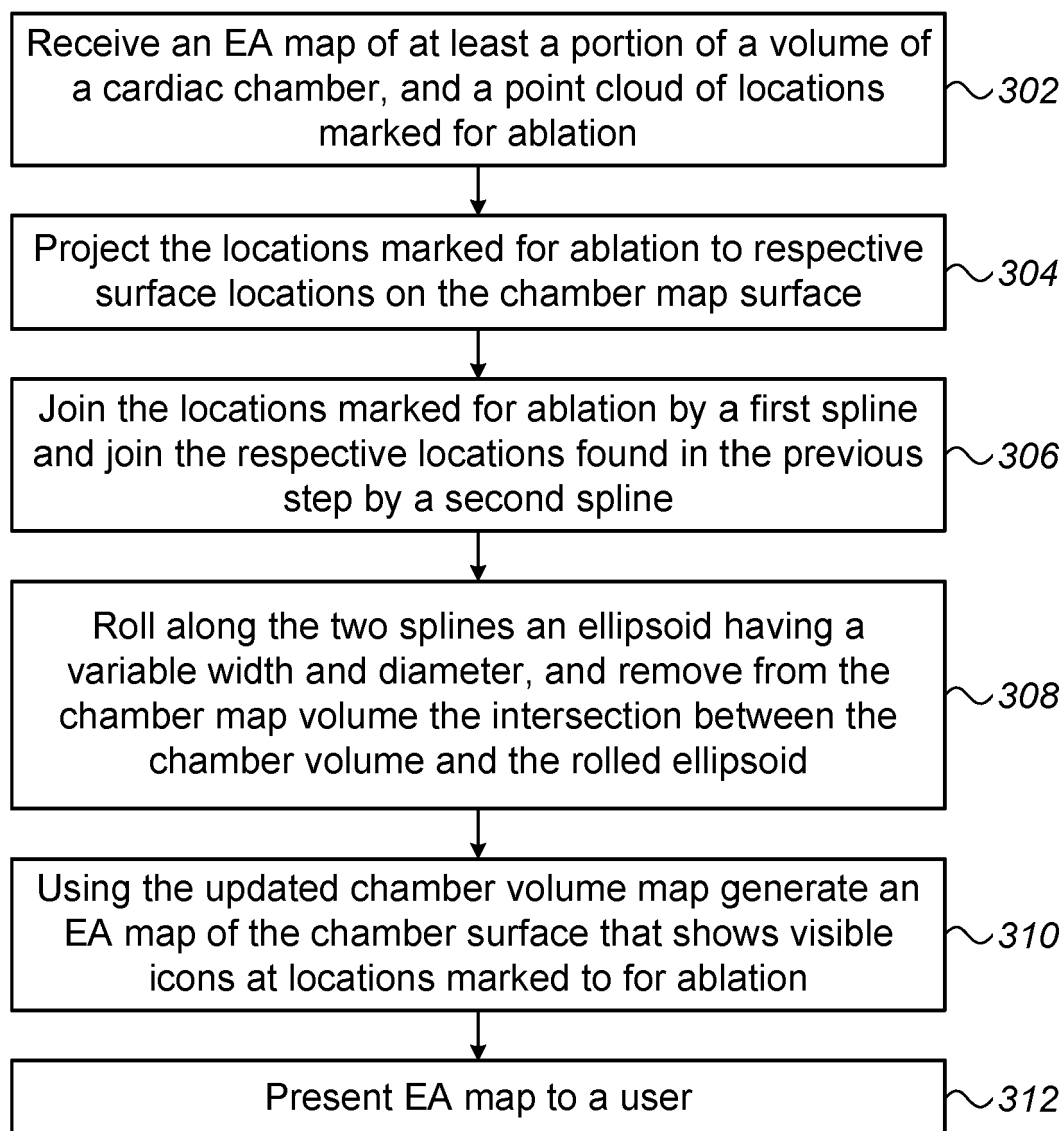 Receive an EA map of at least a portion of a volume of
a cardiac chamber, and a point cloud of locations
marked for ablation
302
Project the locations marked for ablation to respective
surface locations on the chamber map surface
304
Join the locations marked for ablation by a first spline
and join the respective locations found in the previous
step by a second spline
306
Roll along the two splines an ellipsoid having a
variable width and diameter, and remove from the
chamber map volume the intersection between the
chamber volume and the rolled ellipsoid
308
Using the updated chamber volume map generate an
EA map of the chamber surface that shows visible
icons at locations marked to for ablation
310
Present EA map to a user
312